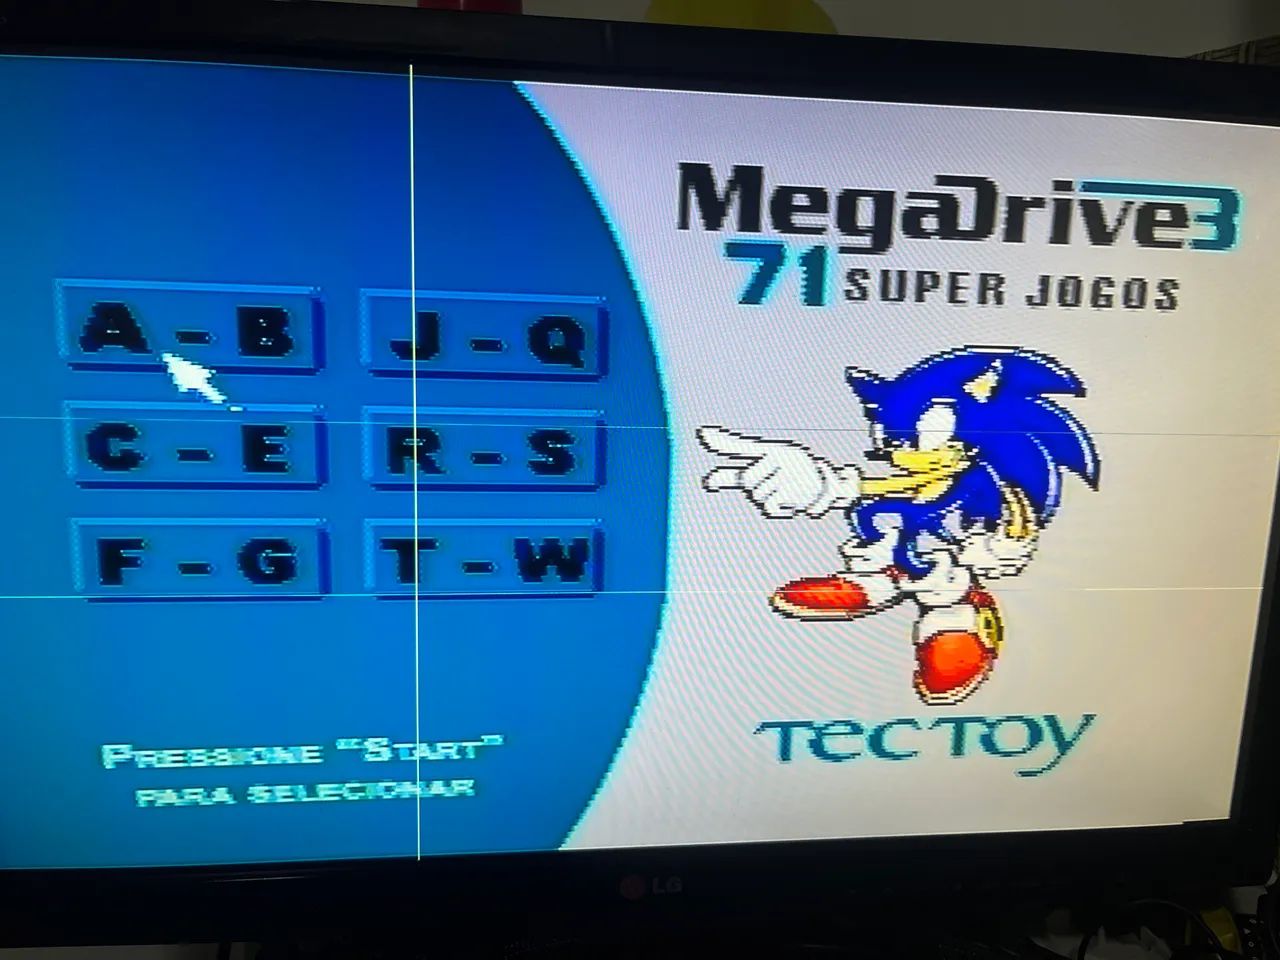 MegaDrive3
71 SUPER JOGOS
A - B
J - Q
C - E
R - S
F - G
T - W
PRESSIONE "START"
PARA SELECIONAR
TECTOY
LG